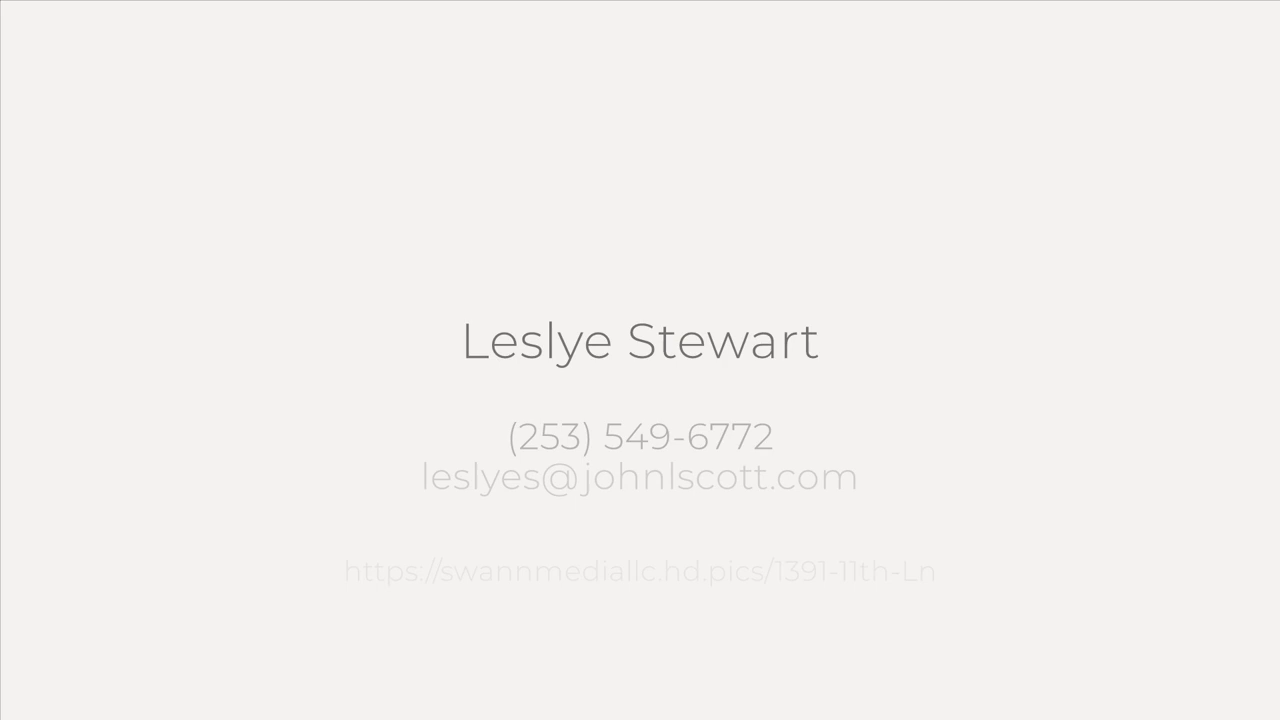 Leslye Stewart
(253) 549-6772
leslyes@johnlscott.com
https://swannmediallc.hd.pics/1391-11th-Ln